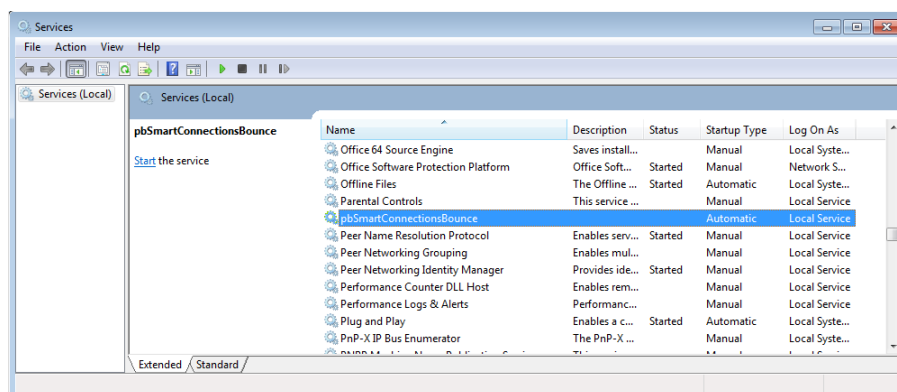 Services
File Action View Help
Services (Local)
Services (Local)
pbSmartConnectionsBounce
Start the service
Name Description Status Startup Type Log On As
Office 64 Source Engine Saves install... Manual Local Syste...
Office Software Protection Platform Office Soft... Started Manual Network S...
Offline Files The Offline ... Started Automatic Local Syste...
Parental Controls This service ... Manual Local Service
pbSmartConnectionsBounce Automatic Local Service
Peer Name Resolution Protocol Enables serv... Started Manual Local Service
Peer Networking Grouping Enables mul... Manual Local Service
Peer Networking Identity Manager Provides ide... Started Manual Local Service
Performance Counter DLL Host Enables rem... Manual Local Service
Performance Logs & Alerts Performanc... Manual Local Service
Plug and Play Enables a c... Started Automatic Local Syste...
PnP-X IP Bus Enumerator The PnP-X ... Manual Local Syste...
Extended Standard